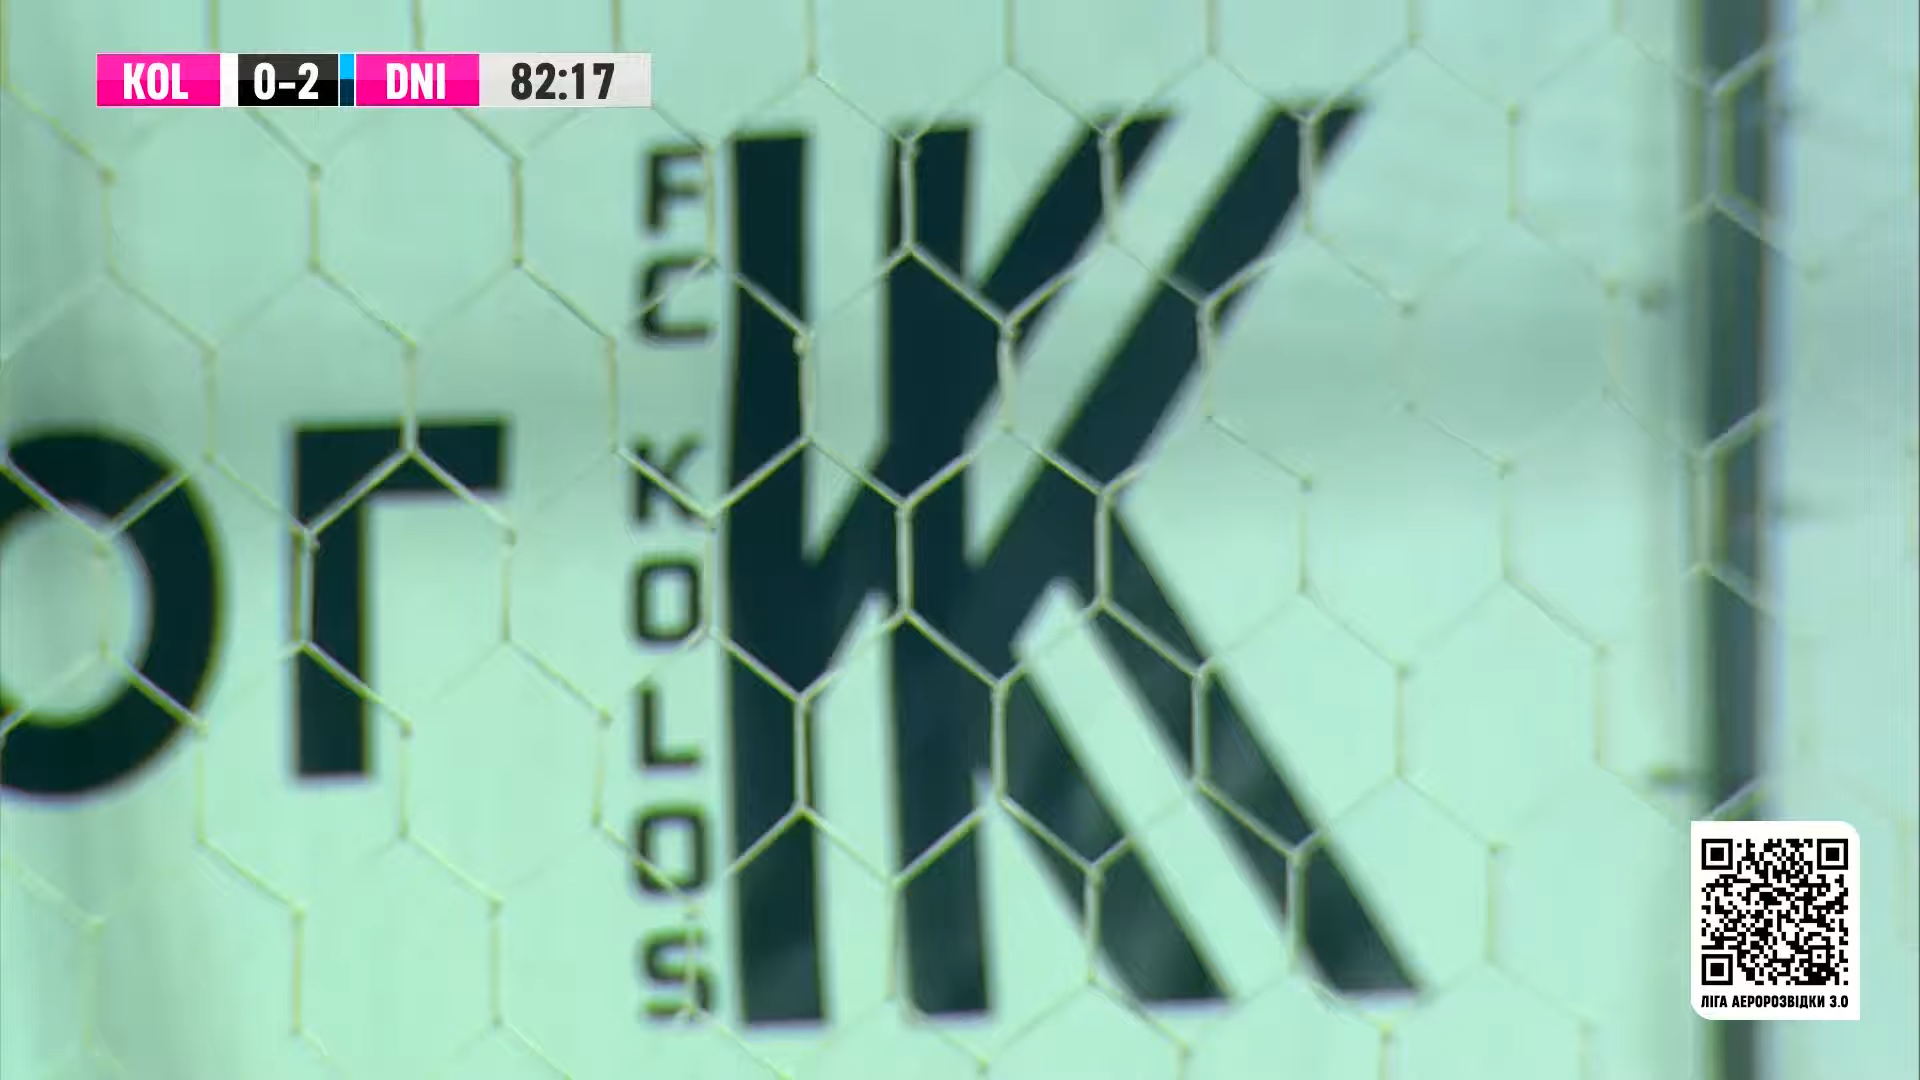 KOL 0-2 DNI 82:17
ОГ
FC KOLOS
K
ЛІГА АЕРОРОЗВІДКИ 3.0